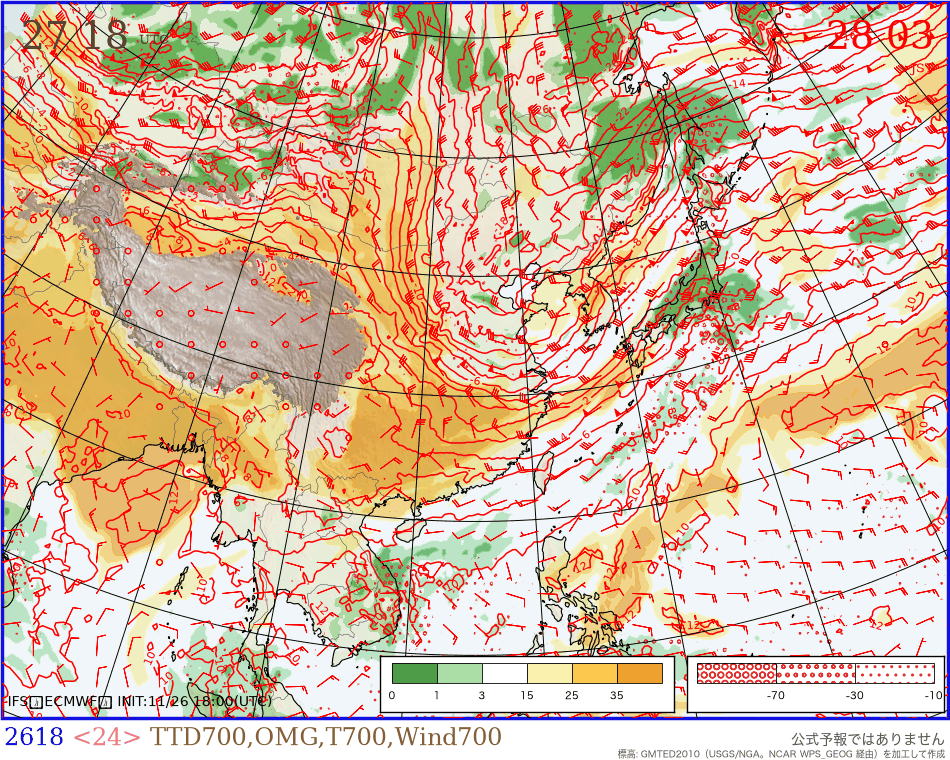 27 18 UTC
28 03
JST
0 1 3 15 25 35
-70 -30 -10
IFS ECMWF INIT:11/26 18:00(UTC)
2618 <24> TTD700,OMG,T700,Wind700
公式予報ではありません
標高: GMTED2010（USGS/NGA。NCAR WPS_GEOG 経由）を加工して作成